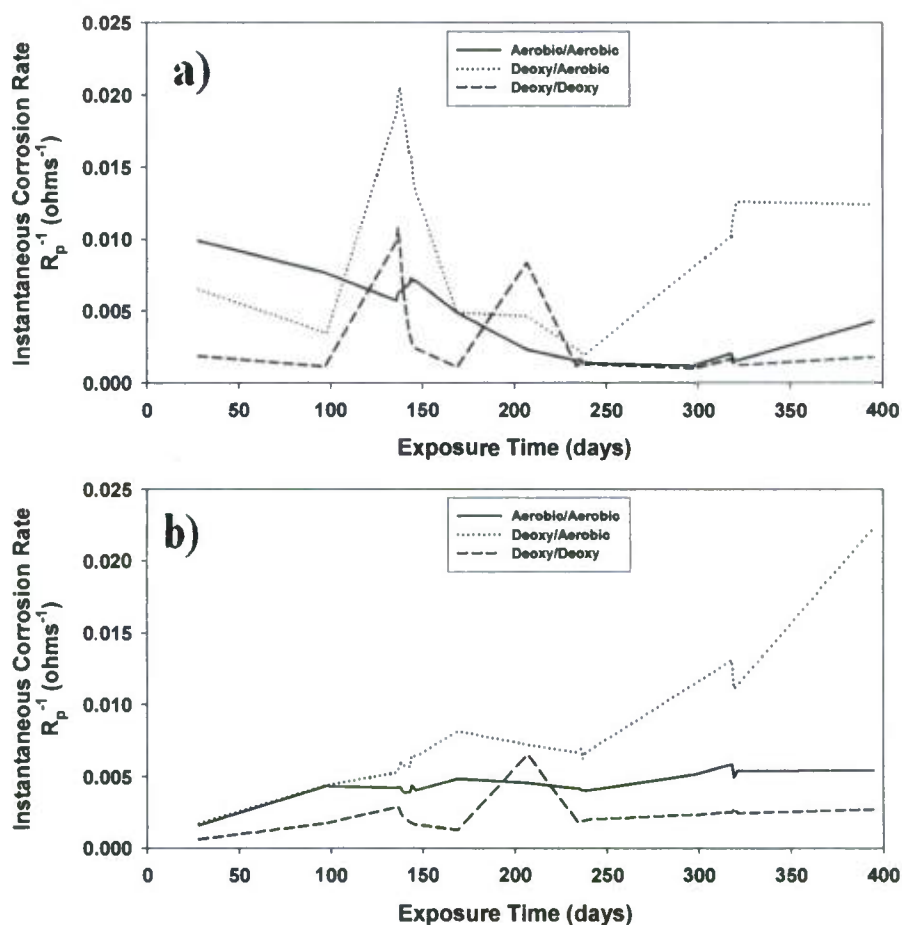 a)
Aerobic/Aerobic
Deoxy/Aerobic
Deoxy/Deoxy
Instantaneous Corrosion Rate
Rp-1 (ohms-1)
0.025
0.020
0.015
0.010
0.005
0.000
0 50 100 150 200 250 300 350 400
Exposure Time (days)
b)
Aerobic/Aerobic
Deoxy/Aerobic
Deoxy/Deoxy
Instantaneous Corrosion Rate
Rp-1 (ohms-1)
0.025
0.020
0.015
0.010
0.005
0.000
0 50 100 150 200 250 300 350 400
Exposure Time (days)